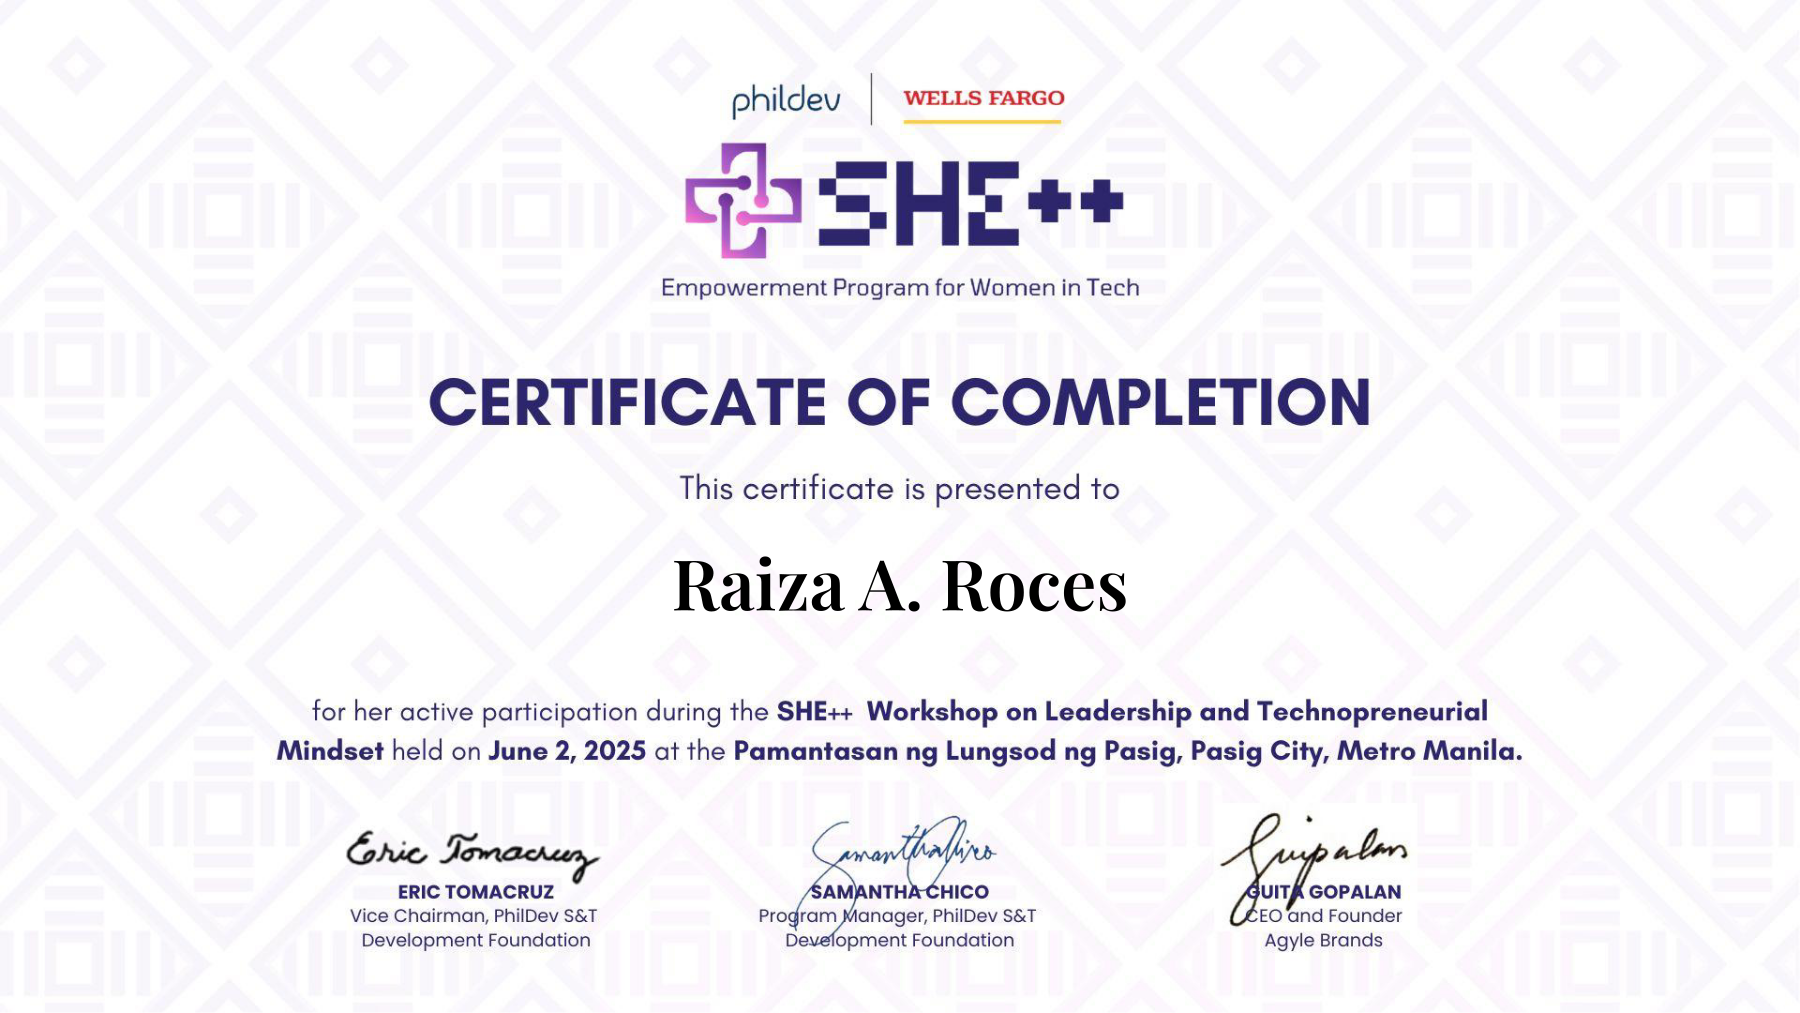 phildev WELLS FARGO
SHE++
Empowerment Program for Women in Tech
CERTIFICATE OF COMPLETION
This certificate is presented to
Raiza A. Roces
for her active participation during the SHE++ Workshop on Leadership and Technopreneurial
Mindset held on June 2, 2025 at the Pamantasan ng Lungsod ng Pasig, Pasig City, Metro Manila.
Eric Tomacruz
ERIC TOMACRUZ
Vice Chairman, PhilDev S&T
Development Foundation
Samantha Chico
SAMANTHA CHICO
Program Manager, PhilDev S&T
Development Foundation
GUITA GOPALAN
CEO and Founder
Agyle Brands